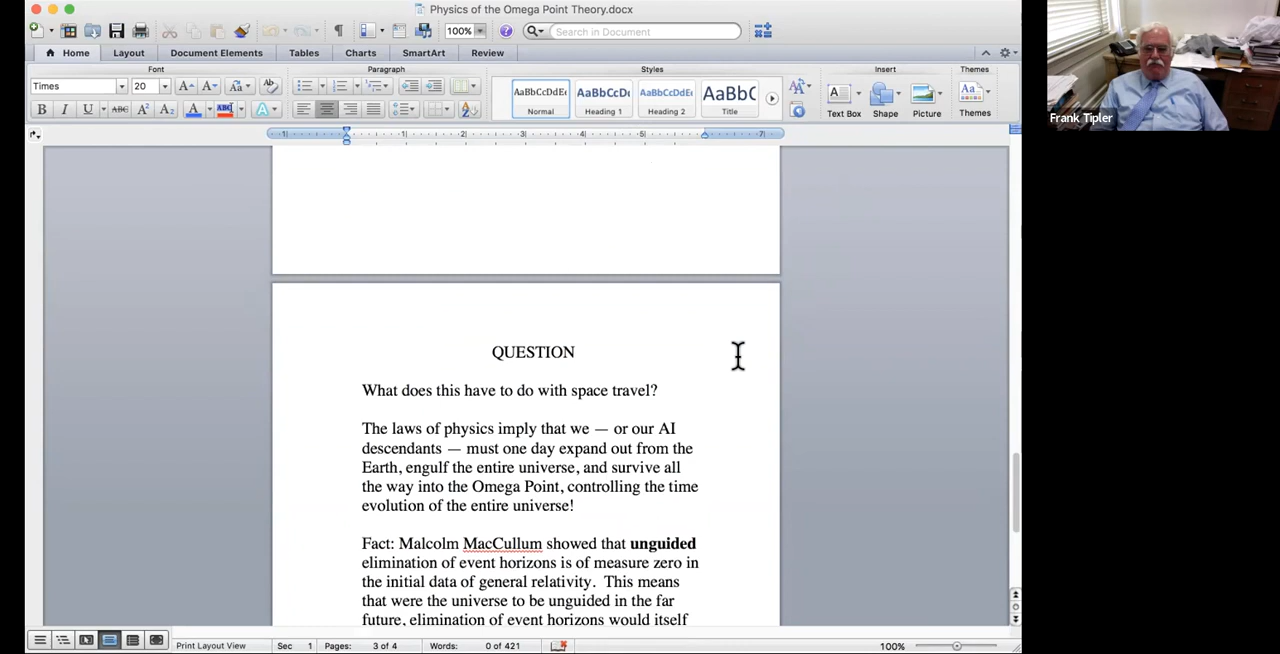 Physics of the Omega Point Theory.docx
100%
Search in Document
Home
Layout
Document Elements
Tables
Charts
SmartArt
Review
Font
Paragraph
Styles
Insert
Themes
Times
20
AaBbCcDdEe
Normal
AaBbCcDc
Heading 1
AaBbCcDdEe
Heading 2
AaBbC
Title
Text Box
Shape
Picture
Themes
Frank Tipler
QUESTION
What does this have to do with space travel?
The laws of physics imply that we — or our AI
descendants — must one day expand out from the
Earth, engulf the entire universe, and survive all
the way into the Omega Point, controlling the time
evolution of the entire universe!
Fact: Malcolm MacCullum showed that unguided
elimination of event horizons is of measure zero in
the initial data of general relativity. This means
that were the universe to be unguided in the far
future, elimination of event horizons would itself
Print Layout View
Sec 1
Pages: 3 of 4
Words: 0 of 421
100%